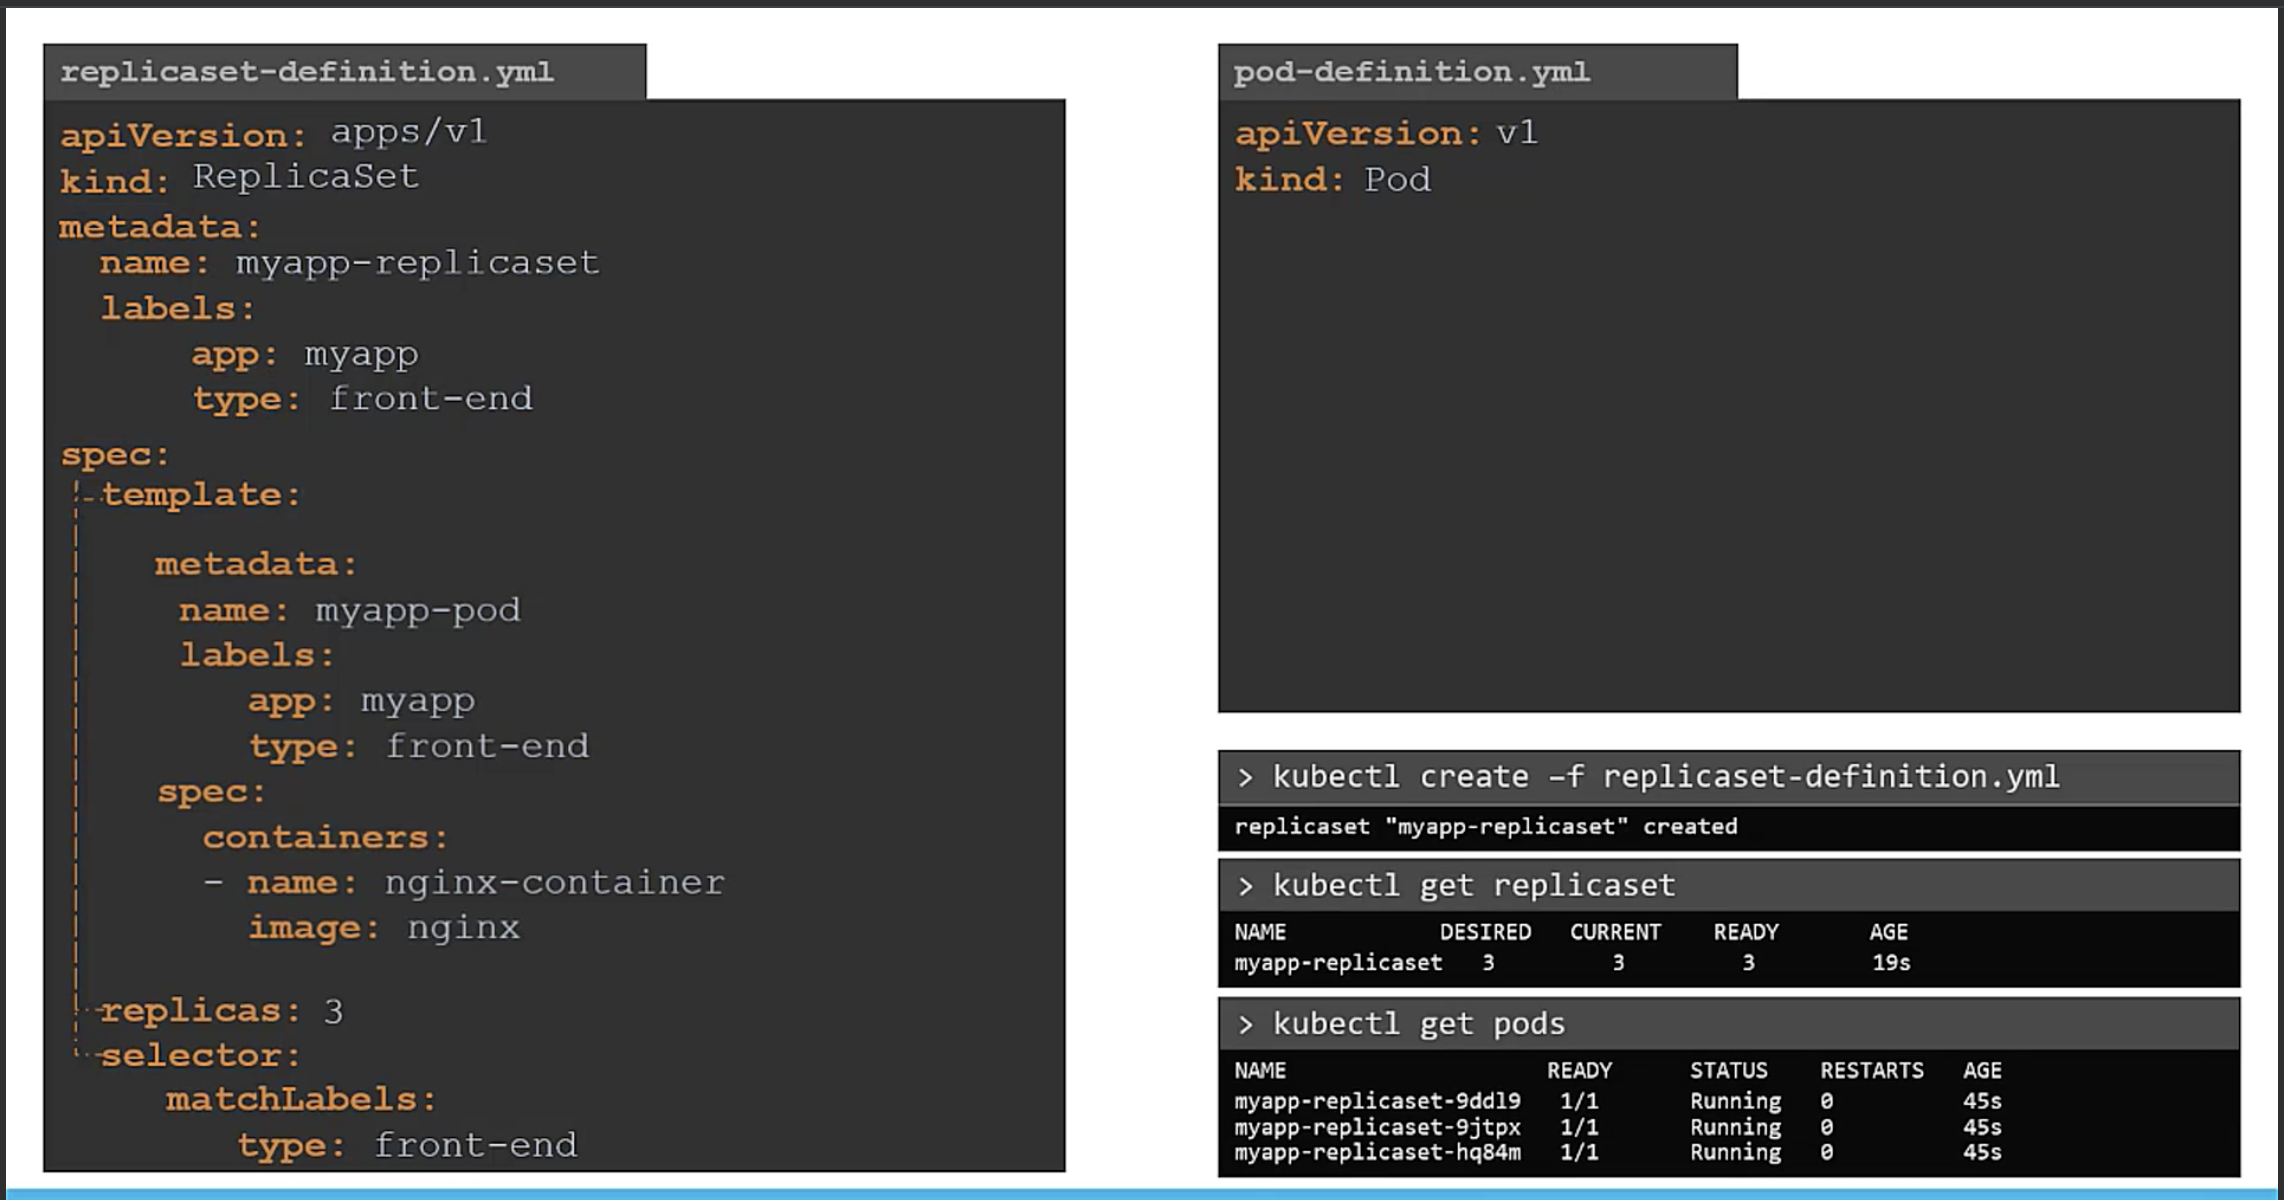 replicaset-definition.yml
apiVersion: apps/v1
kind: ReplicaSet
metadata:
name: myapp-replicaset
labels:
app: myapp
type: front-end
spec:
template:
metadata:
name: myapp-pod
labels:
app: myapp
type: front-end
spec:
containers:
- name: nginx-container
image: nginx
replicas: 3
selector:
matchLabels:
type: front-end
pod-definition.yml
apiVersion: v1
kind: Pod
> kubectl create –f replicaset-definition.yml
replicaset "myapp-replicaset" created
> kubectl get replicaset
NAME DESIRED CURRENT READY AGE
myapp-replicaset 3 3 3 19s
> kubectl get pods
NAME READY STATUS RESTARTS AGE
myapp-replicaset-9ddl9 1/1 Running 0 45s
myapp-replicaset-9jtpx 1/1 Running 0 45s
myapp-replicaset-hq84m 1/1 Running 0 45s